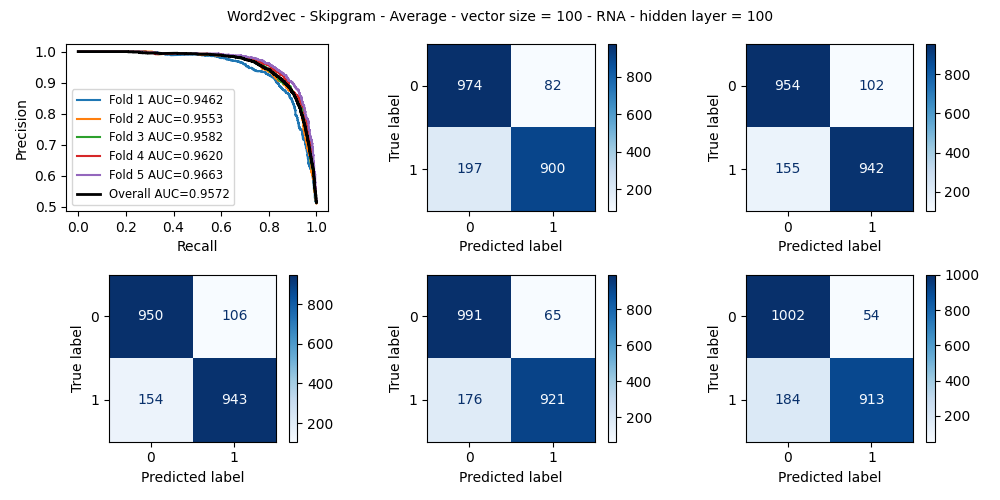 Word2vec - Skipgram - Average - vector size = 100 - RNA - hidden layer = 100
1.0
0.9
0.8
0.7
0.6
0.5
Precision
Fold 1 AUC=0.9462
Fold 2 AUC=0.9553
Fold 3 AUC=0.9582
Fold 4 AUC=0.9620
Fold 5 AUC=0.9663
Overall AUC=0.9572
0.0 0.2 0.4 0.6 0.8 1.0
Recall
True label
0
1
974 82
197 900
0 1
Predicted label
800
600
400
200
True label
0
1
954 102
155 942
0 1
Predicted label
800
600
400
200
True label
0
1
950 106
154 943
0 1
Predicted label
800
600
400
200
True label
0
1
991 65
176 921
0 1
Predicted label
800
600
400
200
True label
0
1
1002 54
184 913
0 1
Predicted label
1000
800
600
400
200